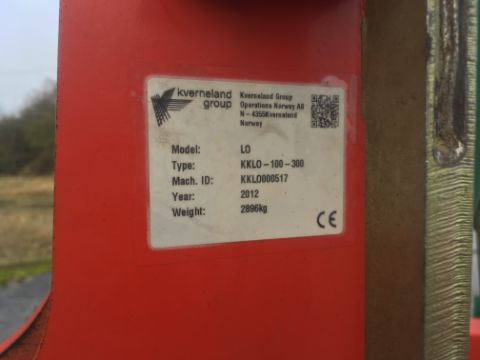 kverneland
group
Kverneland Group
Operations Norway AS
N-4355Kvernaland
Norway
Model: LO
Type: KKLO-100-300
Mach. ID: KKLO000517
Year: 2012
Weight: 2896kg
CE